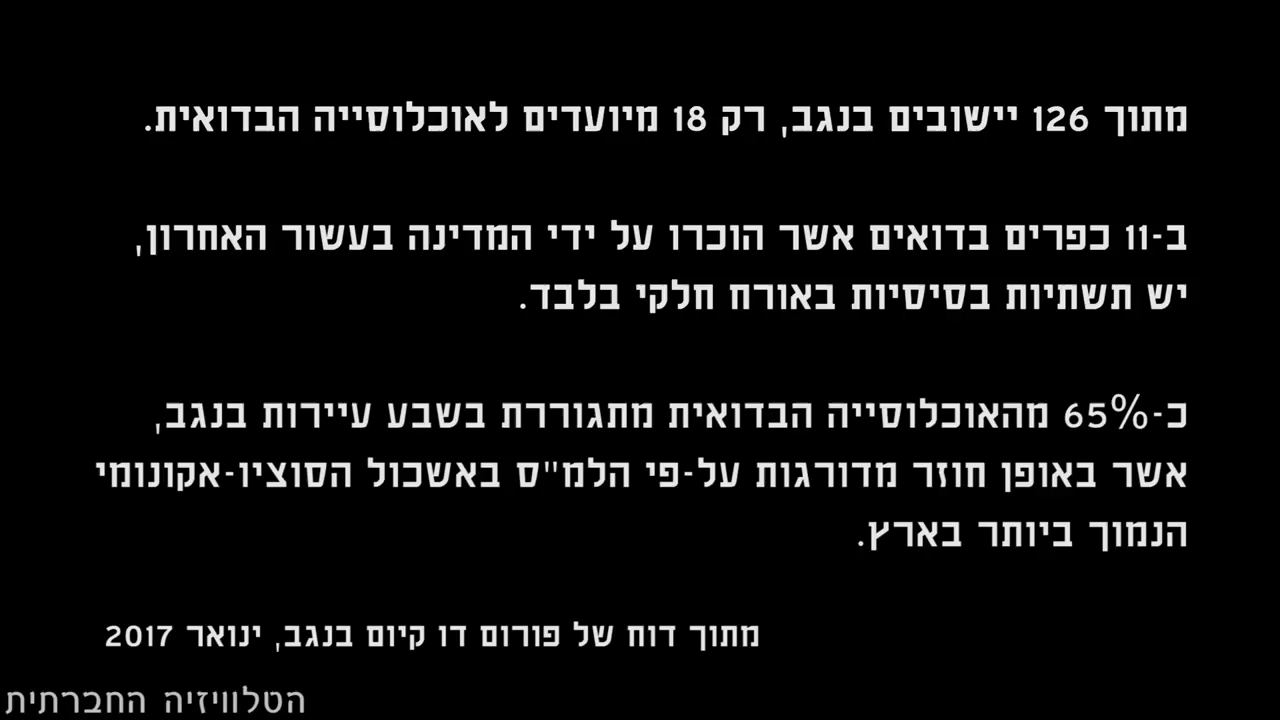 מתוך 126 יישובים בנגב, רק 18 מיועדים לאוכלוסייה הבדואית.
ב-11 כפרים בדואים אשר הוכרו על ידי המדינה בעשור האחרון,
יש תשתיות בסיסיות באורח חלקי בלבד.
כ-65% מהאוכלוסייה הבדואית מתגוררת בשבע עיירות בנגב,
אשר באופן חוזר מדורגות על-פי הלמ"ס באשכול הסוציו-אקונומי
הנמוך ביותר בארץ.
מתוך דוח של פורום דו קיום בנגב, ינואר 2017
הטלוויזיה החברתית